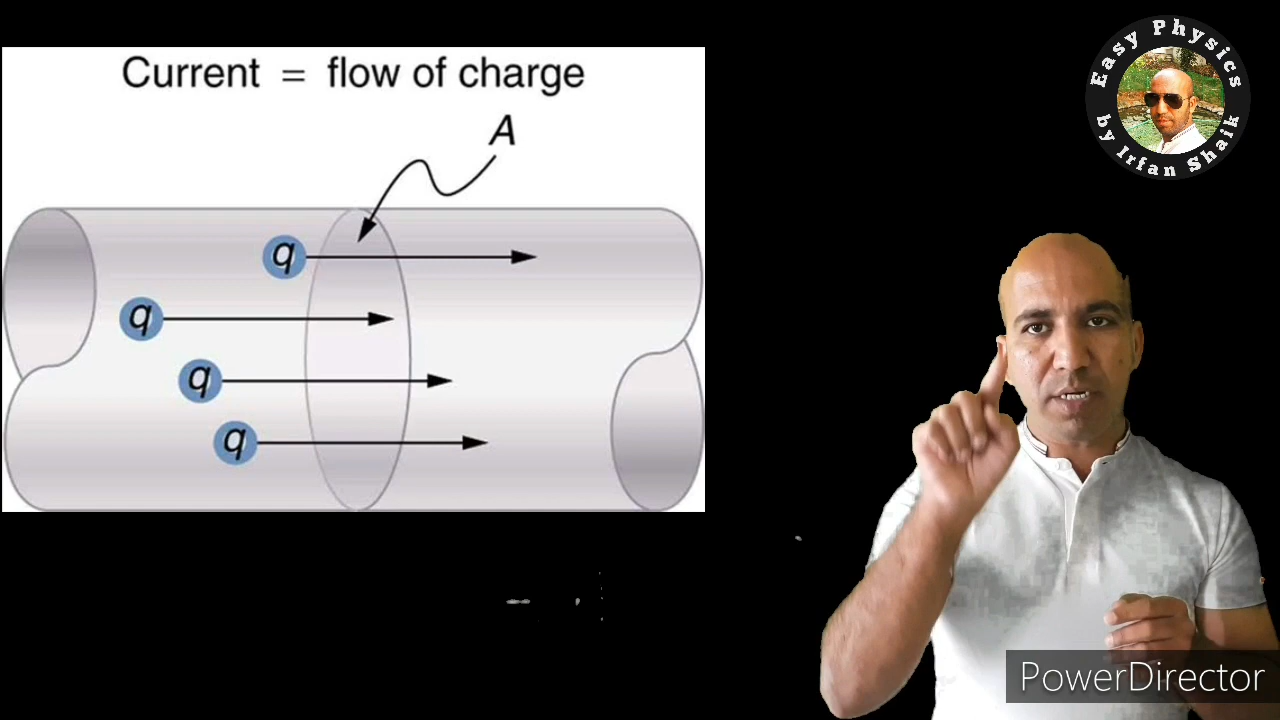 Current = flow of charge
A
q
q
q
q
Easy Physics
by Irfan Shaik
PowerDirector